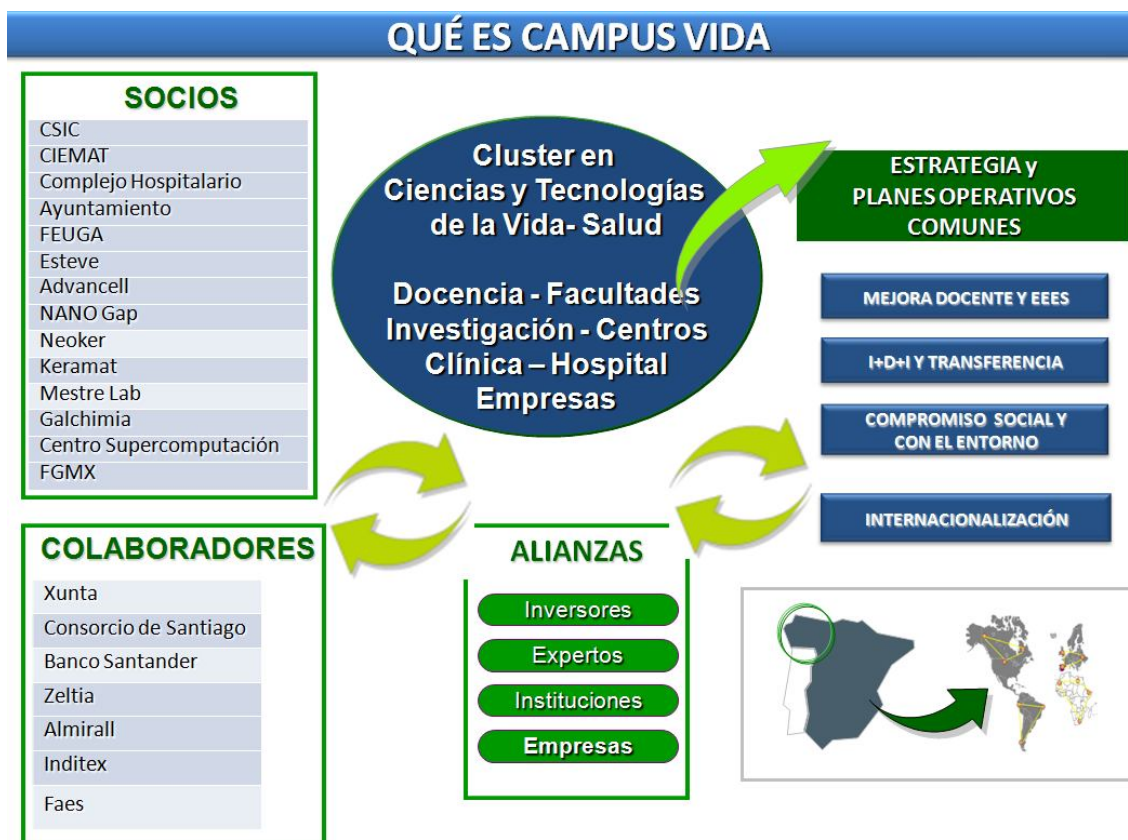 QUÉ ES CAMPUS VIDA
SOCIOS
CSIC
CIEMAT
Complejo Hospitalario
Ayuntamiento
FEUGA
Esteve
Advancell
NANO Gap
Neoker
Keramat
Mestre Lab
Galchimia
Centro Supercomputación
FGMX
COLABORADORES
Xunta
Consorcio de Santiago
Banco Santander
Zeltia
Almirall
Inditex
Faes
Cluster en
Ciencias y Tecnologías
de la Vida- Salud
Docencia - Facultades
Investigación - Centros
Clínica – Hospital
Empresas
ALIANZAS
Inversores
Expertos
Instituciones
Empresas
ESTRATEGIA y
PLANES OPERATIVOS
COMUNES
MEJORA DOCENTE Y EEES
I+D+I Y TRANSFERENCIA
COMPROMISO SOCIAL Y
CON EL ENTORNO
INTERNACIONALIZACIÓN